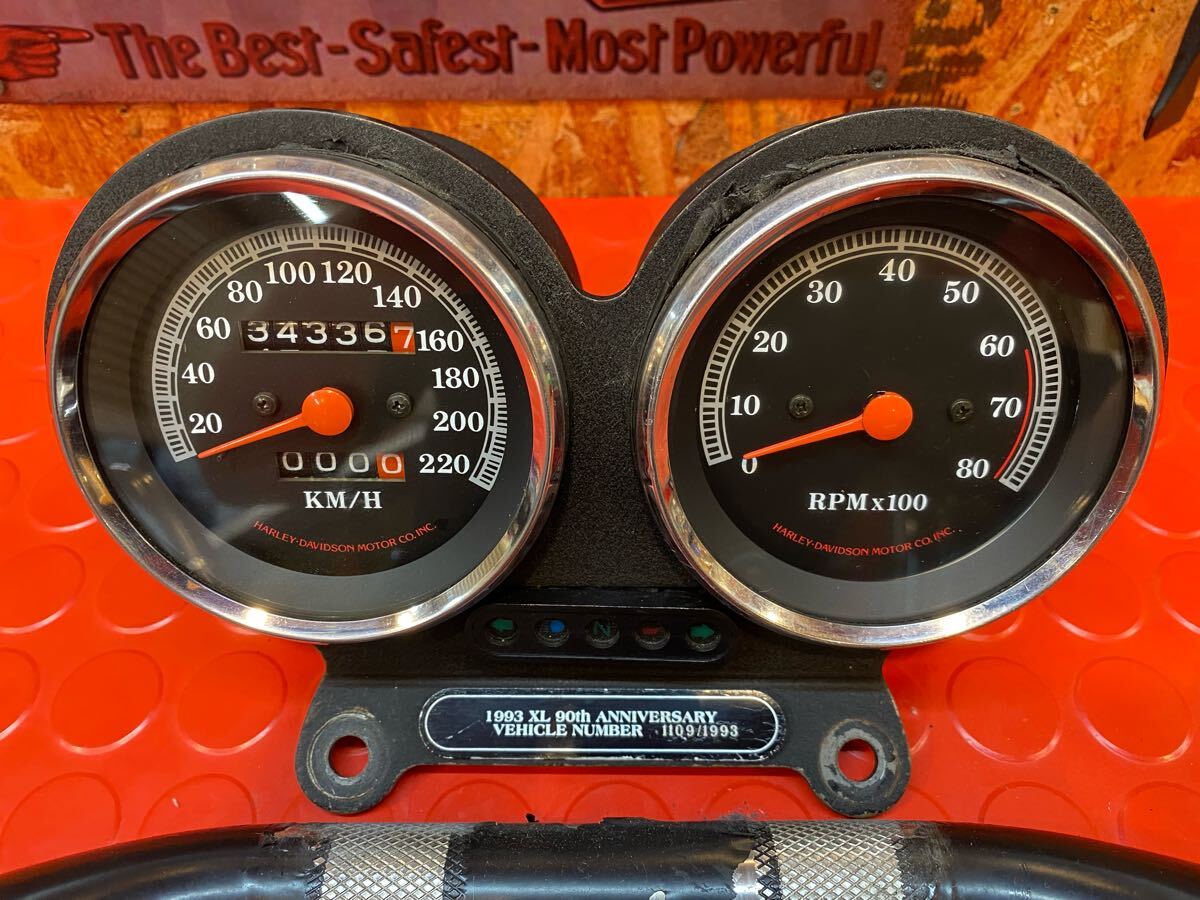 The Best-Safest-Most Powerful
20
40
60
80
100
120
140
160
180
200
220
343367
0000
KM/H
HARLEY-DAVIDSON MOTOR CO. INC.
0
10
20
30
40
50
60
70
80
RPM x100
HARLEY-DAVIDSON MOTOR CO. INC.
N
1993 XL 90th ANNIVERSARY
VEHICLE NUMBER 1109/1993